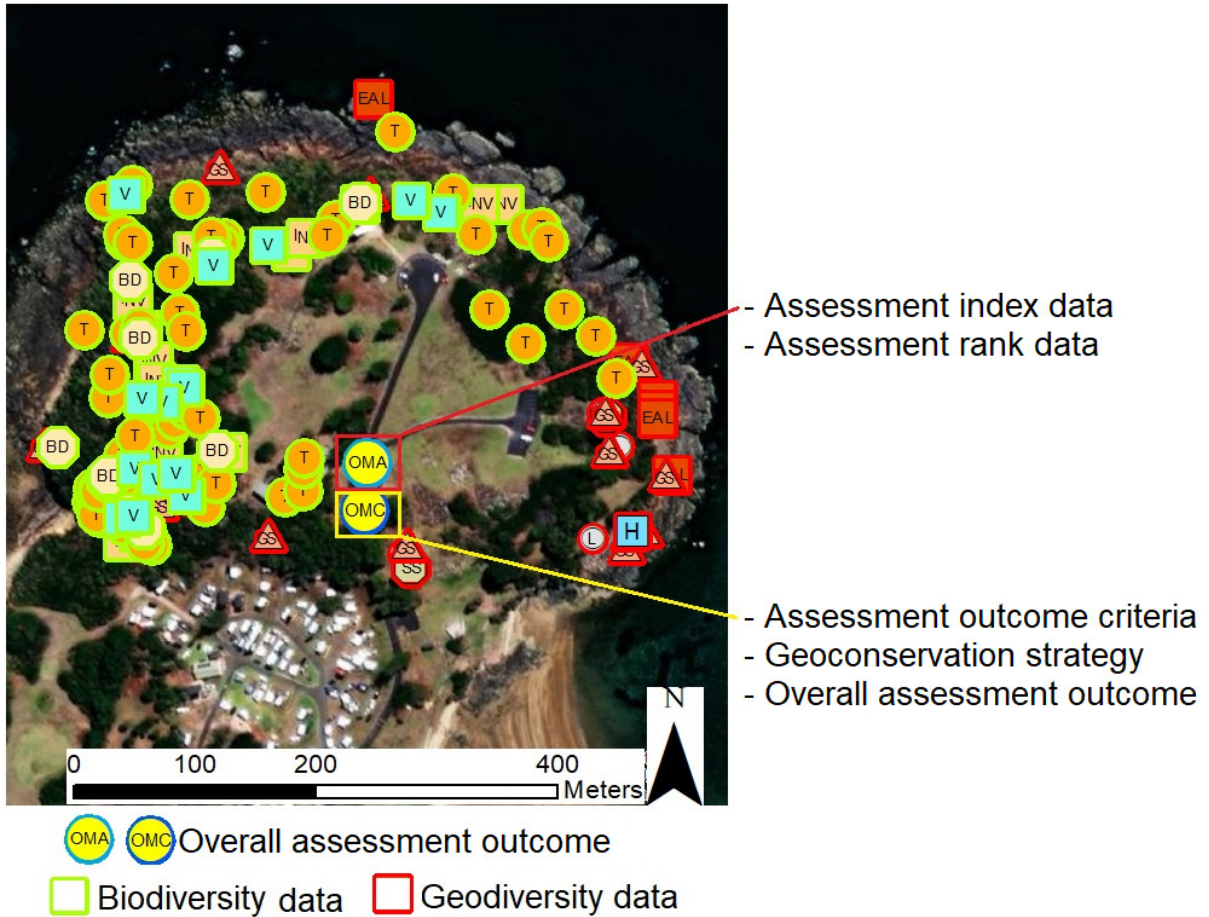 EAL
T
GS
T
V
T
T
BD
V
T
V
INV
NV
T
T
T
T
T
T
V
T
V
BD
T
T
T
T
BD
T
T
T
T
GS
T
V
V
EAL
GS
T
T
BD
BD
GS
V
V
V
T
T
T
V
GS
OMA
OMC
L
H
GS
GS
SS
- Assessment index data
- Assessment rank data
- Assessment outcome criteria
- Geoconservation strategy
- Overall assessment outcome
N
0 100 200 400
Meters
OMA OMC Overall assessment outcome
Biodiversity data Geodiversity data